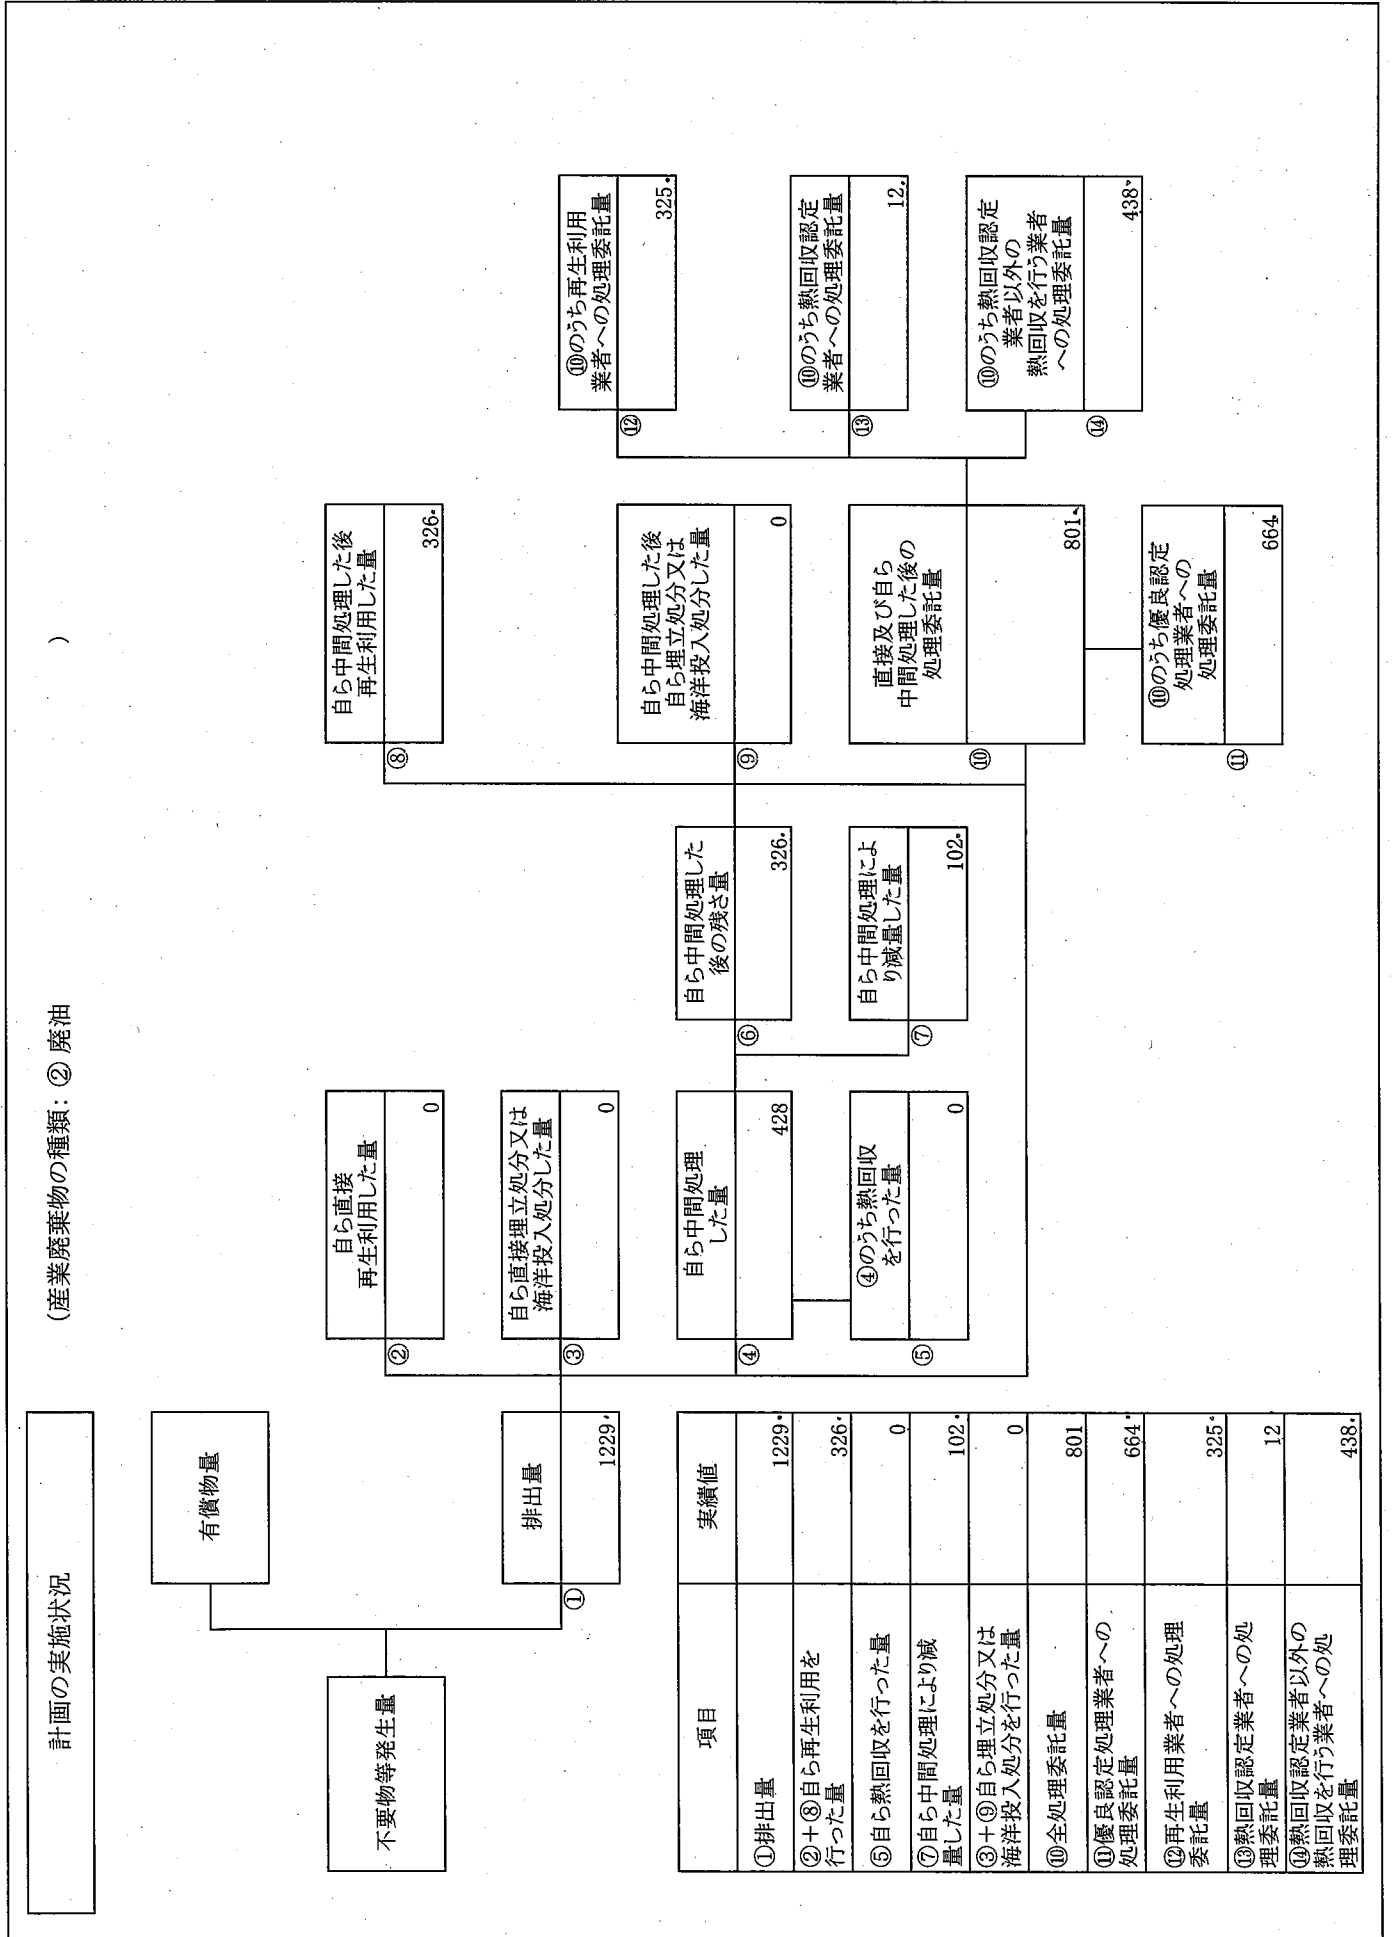 計画の実施状況
(産業廃棄物の種類：② 廃油
)
不要物等発生量
有償物量
①
排出量
1229.
②
自ら直接
再生利用した量
0
③
自ら直接埋立処分又は
海洋投入処分した量
0
④
自ら中間処理
した量
428
⑤
④のうち熱回収
を行った量
0
⑥
自ら中間処理した
後の残さ量
326.
⑦
自ら中間処理によ
り減量した量
102.
⑧
自ら中間処理した後
再生利用した量
326.
⑨
自ら中間処理した後
自ら埋立処分又は
海洋投入処分した量
0
⑩
直接及び自ら
中間処理した後の
処理委託量
801.
⑪
⑩のうち優良認定
処理業者への
処理委託量
664.
⑫
⑩のうち再生利用
業者への処理委託量
325.
⑬
⑩のうち熱回収認定
業者への処理委託量
12.
⑭
⑩のうち熱回収認定
業者以外の
熱回収を行う業者
への処理委託量
438.
項目
実績値
①排出量
1229.
②＋⑧自ら再生利用を
行った量
326.
⑤自ら熱回収を行った量
0
⑦自ら中間処理により減
量した量
102.
③＋⑨自ら埋立処分又は
海洋投入処分を行った量
0
⑩全処理委託量
801
⑪優良認定処理業者への
処理委託量
664.
⑫再生利用業者への処理
委託量
325.
⑬熱回収認定業者への処
理委託量
12
⑭熱回収認定業者以外の
熱回収を行う業者への処
理委託量
438.